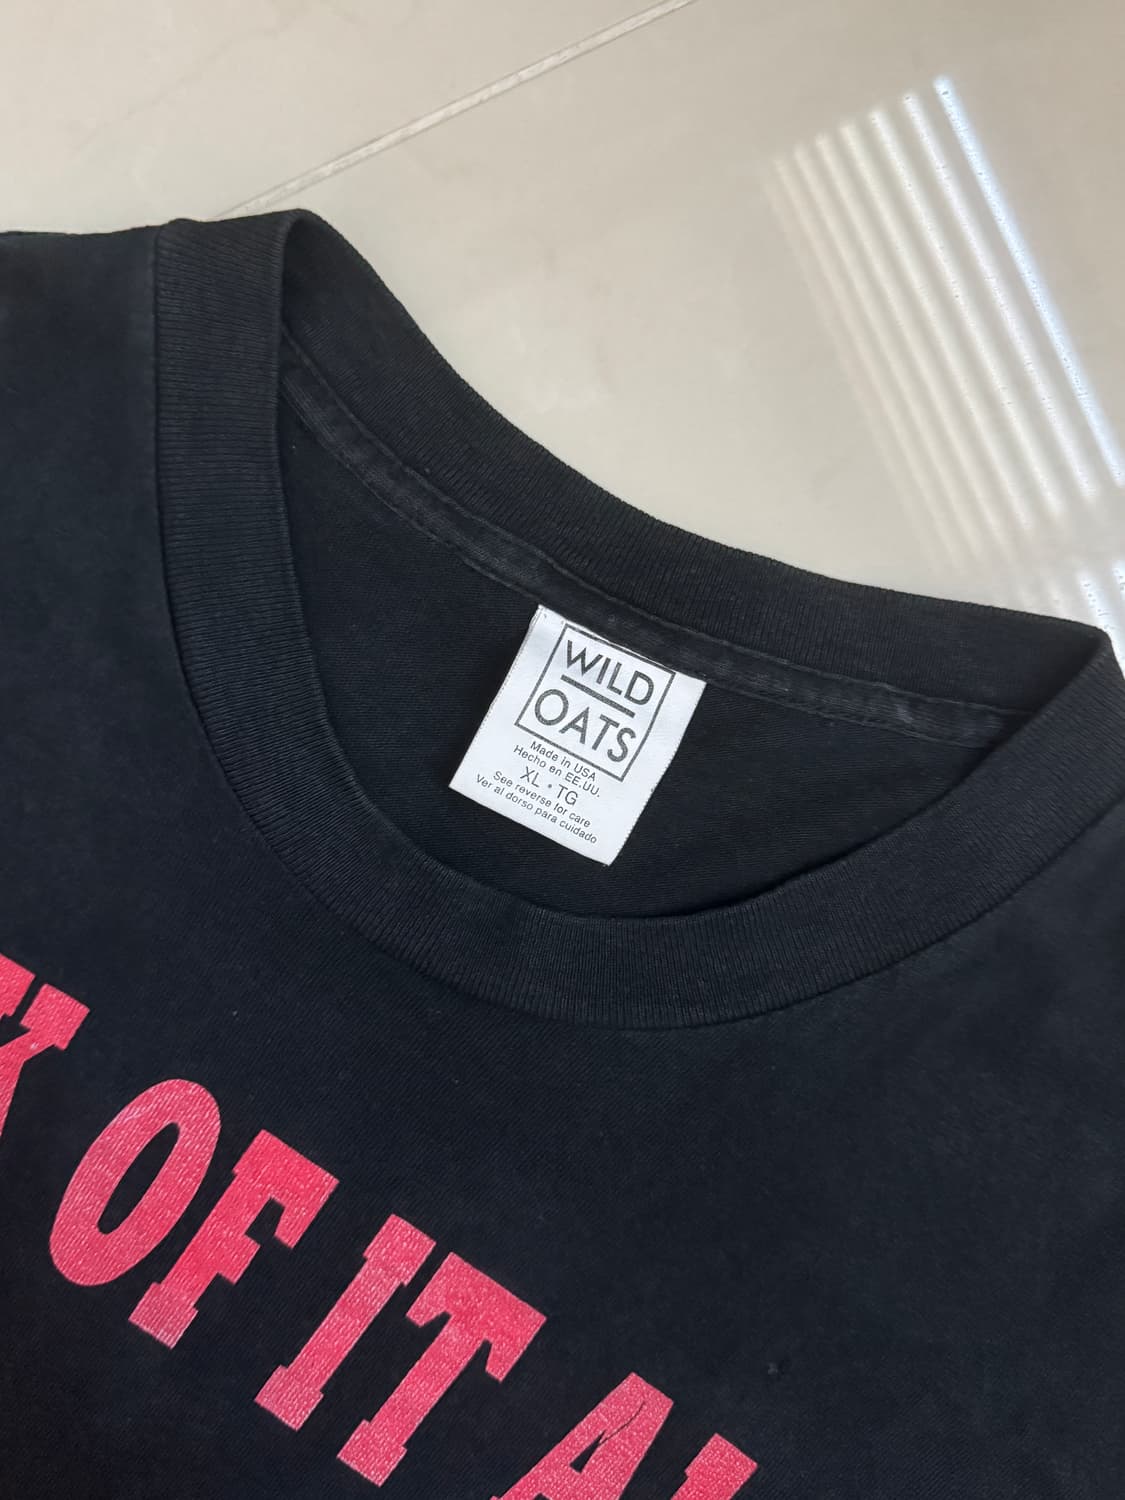 WILD
OATS
Made in USA
Hecho en EE.UU.
XL • TG
See reverse for care
Ver al dorso para cuidado
OF IT